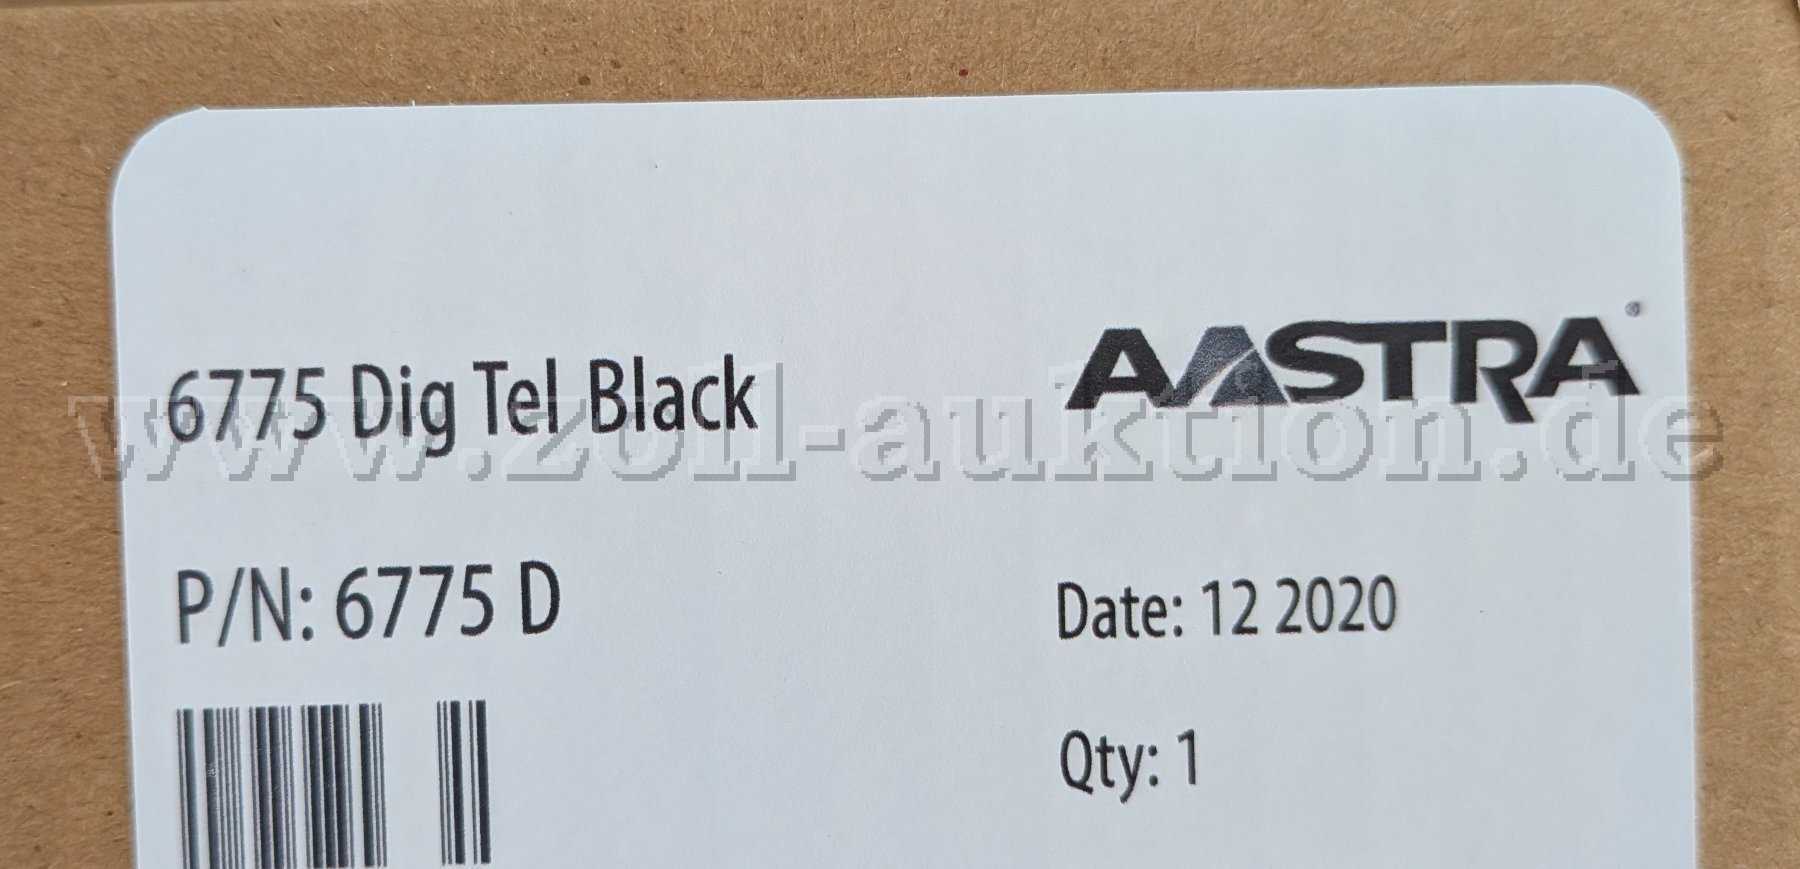 AASTRA®
6775 Dig Tel Black
www.zoll-auktion.de
P/N: 6775 D
Date: 12 2020
Qty: 1